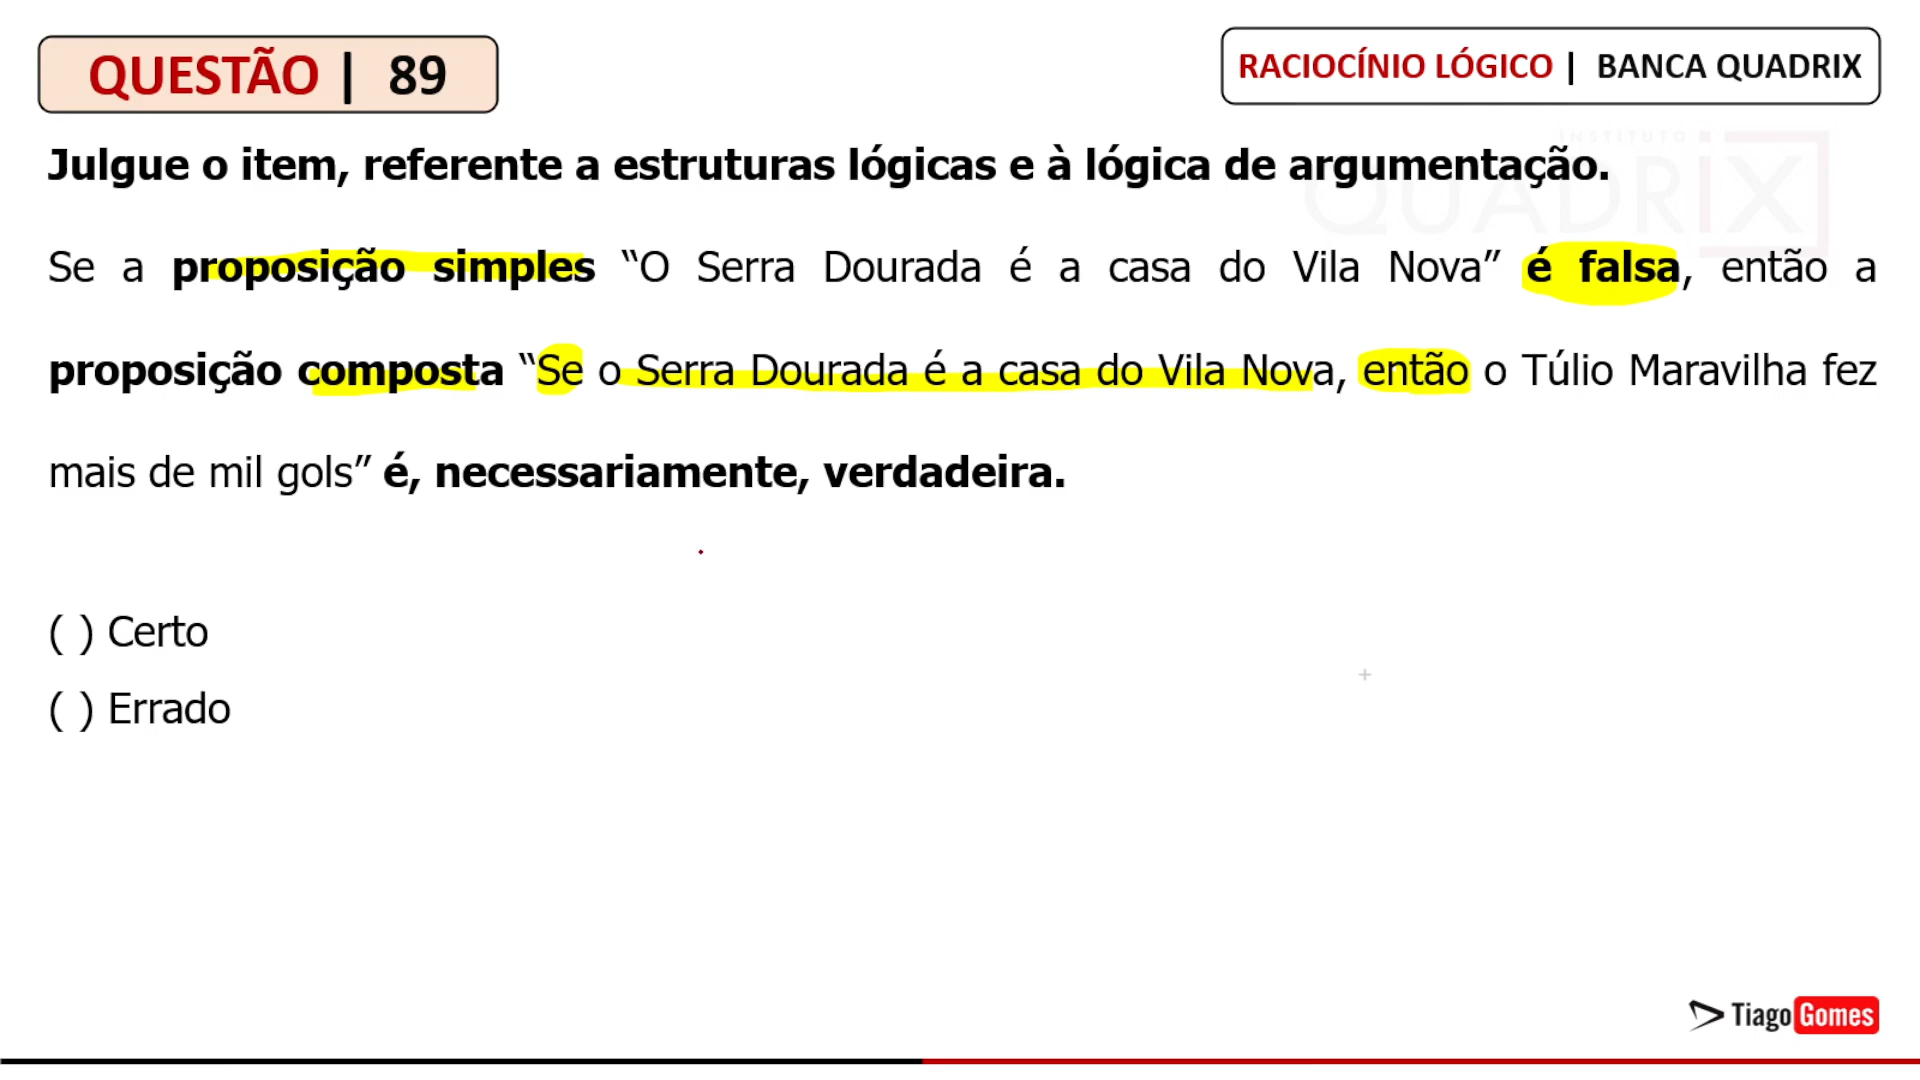 QUESTÃO | 89
RACIOCÍNIO LÓGICO | BANCA QUADRIX
INSTITUTO
QUADRIX
Julgue o item, referente a estruturas lógicas e à lógica de argumentação.
Se a proposição simples “O Serra Dourada é a casa do Vila Nova” é falsa, então a
proposição composta “Se o Serra Dourada é a casa do Vila Nova, então o Túlio Maravilha fez
mais de mil gols” é, necessariamente, verdadeira.
( ) Certo
( ) Errado
Tiago Gomes